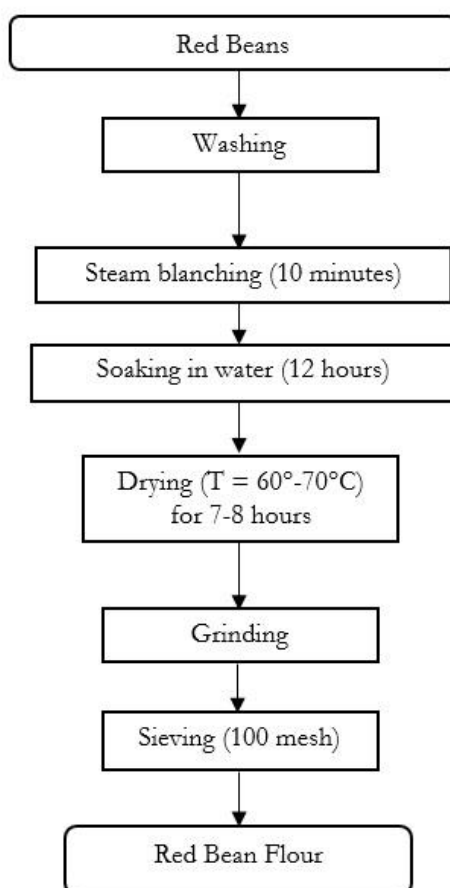 Red Beans
Washing
Steam blanching (10 minutes)
Soaking in water (12 hours)
Drying (T = 60°-70°C)
for 7-8 hours
Grinding
Sieving (100 mesh)
Red Bean Flour